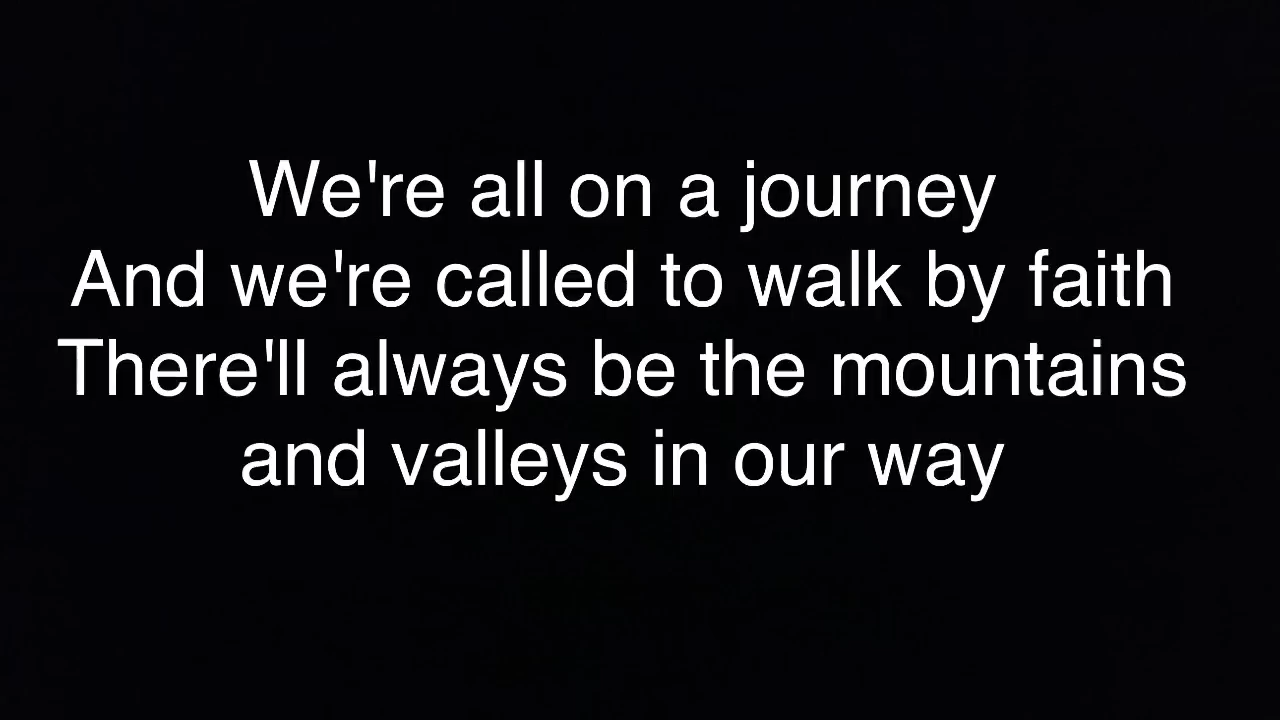 We're all on a journey
And we're called to walk by faith
There'll always be the mountains
and valleys in our way